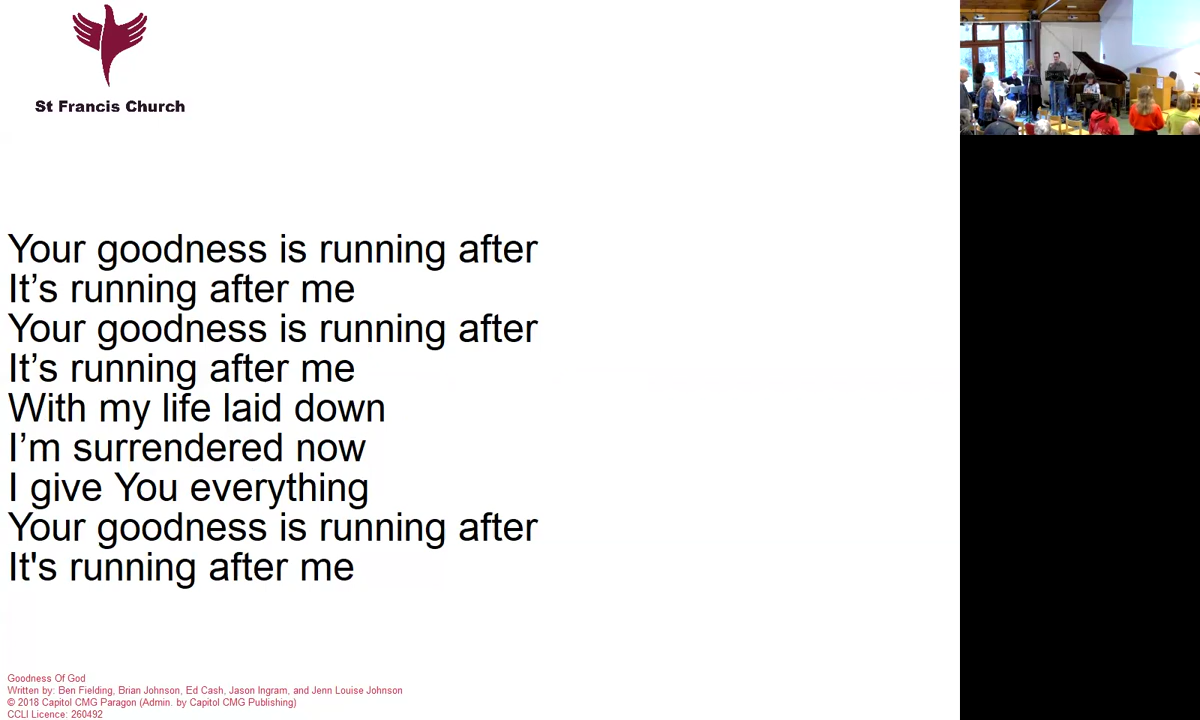 St Francis Church
Your goodness is running after
It’s running after me
Your goodness is running after
It’s running after me
With my life laid down
I’m surrendered now
I give You everything
Your goodness is running after
It's running after me
Goodness Of God
Written by: Ben Fielding, Brian Johnson, Ed Cash, Jason Ingram, and Jenn Louise Johnson
© 2018 Capitol CMG Paragon (Admin. by Capitol CMG Publishing)
CCLI Licence: 260492